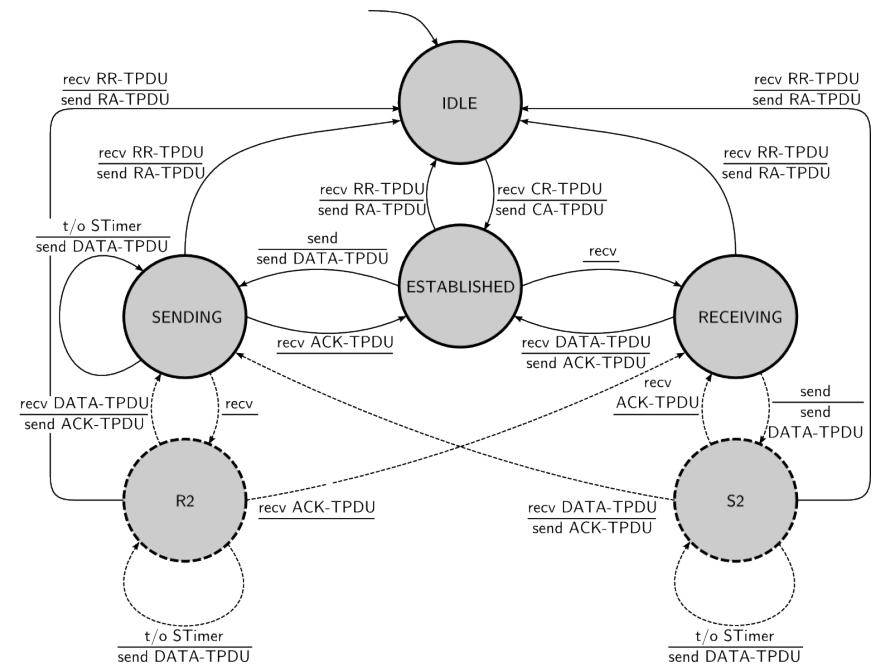 recv RR-TPDU
send RA-TPDU
recv RR-TPDU
send RA-TPDU
IDLE
recv RR-TPDU
send RA-TPDU
recv RR-TPDU
send RA-TPDU
recv RR-TPDU
send RA-TPDU
recv CR-TPDU
send CA-TPDU
t/o STimer
send DATA-TPDU
send
send DATA-TPDU
recv
SENDING
ESTABLISHED
RECEIVING
recv ACK-TPDU
recv DATA-TPDU
send ACK-TPDU
recv DATA-TPDU
send ACK-TPDU
recv
recv
ACK-TPDU
send
send
DATA-TPDU
R2
S2
recv ACK-TPDU
recv DATA-TPDU
send ACK-TPDU
t/o STimer
send DATA-TPDU
t/o STimer
send DATA-TPDU